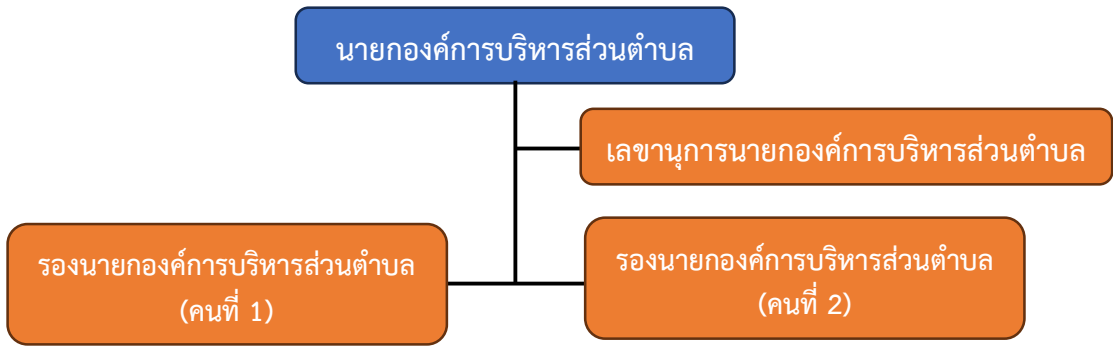 นายกองค์การบริหารส่วนตำบล
เลขานุการนายกองค์การบริหารส่วนตำบล
รองนายกองค์การบริหารส่วนตำบล
(คนที่ 1)
รองนายกองค์การบริหารส่วนตำบล
(คนที่ 2)